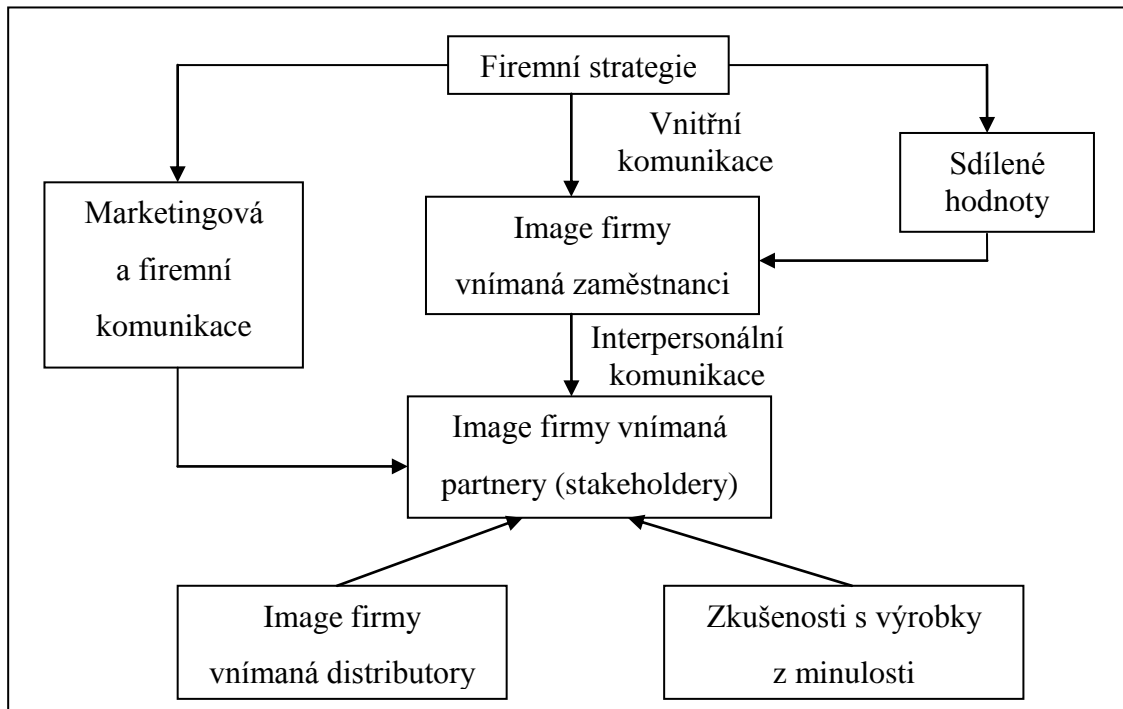 Firemní strategie
Vnitřní
komunikace
Sdílené
hodnoty
Marketingová
a firemní
komunikace
Image firmy
vnímaná zaměstnanci
Interpersonální
komunikace
Image firmy vnímaná
partnery (stakeholdery)
Image firmy
vnímaná distributory
Zkušenosti s výrobky
z minulosti